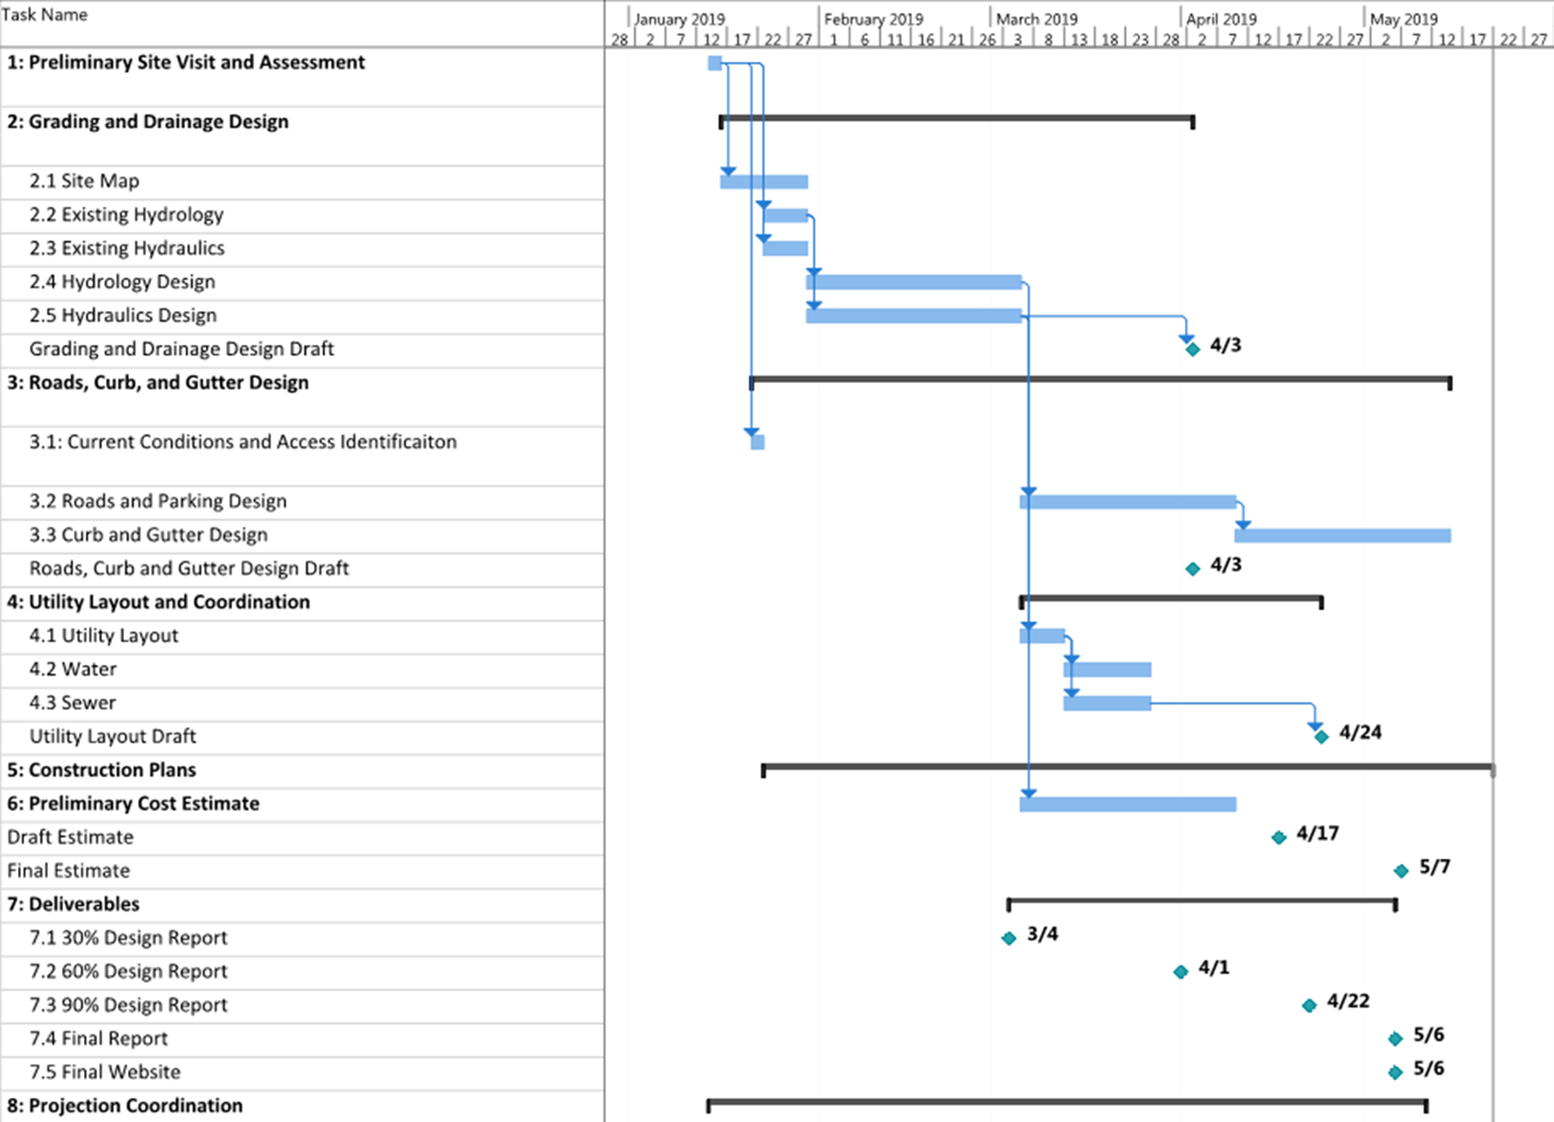 Task Name
January 2019 February 2019 March 2019 April 2019 May 2019
28 2 7 12 17 22 27 1 6 11 16 21 26 3 8 13 18 23 28 2 7 12 17 22 27 2 7 12 17 22 27
1: Preliminary Site Visit and Assessment
2: Grading and Drainage Design
2.1 Site Map
2.2 Existing Hydrology
2.3 Existing Hydraulics
2.4 Hydrology Design
2.5 Hydraulics Design
Grading and Drainage Design Draft 4/3
3: Roads, Curb, and Gutter Design
3.1: Current Conditions and Access Identificaiton
3.2 Roads and Parking Design
3.3 Curb and Gutter Design
Roads, Curb and Gutter Design Draft 4/3
4: Utility Layout and Coordination
4.1 Utility Layout
4.2 Water
4.3 Sewer
Utility Layout Draft 4/24
5: Construction Plans
6: Preliminary Cost Estimate
Draft Estimate 4/17
Final Estimate 5/7
7: Deliverables
7.1 30% Design Report 3/4
7.2 60% Design Report 4/1
7.3 90% Design Report 4/22
7.4 Final Report 5/6
7.5 Final Website 5/6
8: Projection Coordination